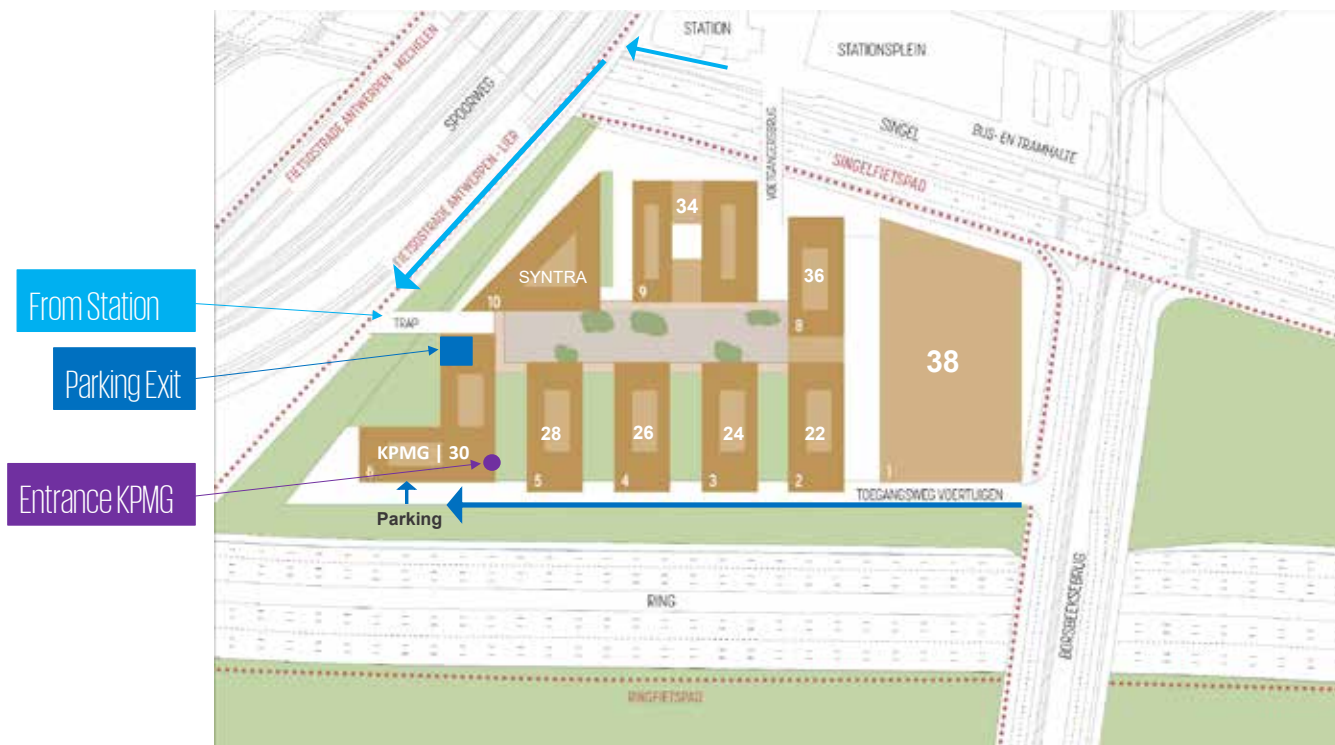 STATION
STATIONSPLEIN
FIETSOSTRADE ANTWERPEN - MECHELEN
SPOORWEG
FIETSOSTRADE ANTWERPEN - LIER
VOETGANGERSBRUG
SINGEL
BUS- EN TRAMHALTE
SINGELFIETSPAD
34
SYNTRA
9
10
36
8
38
1
From Station
TRAP
Parking Exit
28
5
26
4
24
3
22
2
KPMG | 30
6
Entrance KPMG
TOEGANGSWEG VOERTUIGEN
Parking
RING
BORSBEEKSEBRUG
RINGFIETSPAD